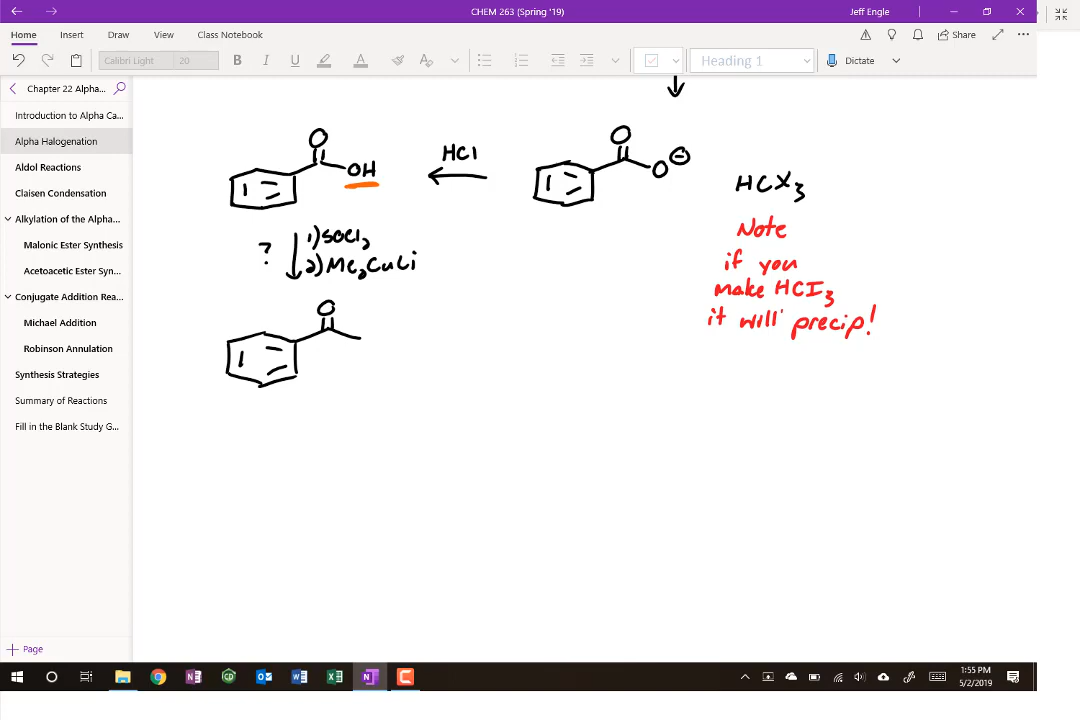 CHEM 263 (Spring '19)
Jeff Engle
Home
Insert
Draw
View
Class Notebook
Share
Calibri Light
20
B
I
U
A
Heading 1
Dictate
Chapter 22 Alpha...
Introduction to Alpha Ca...
Alpha Halogenation
Aldol Reactions
Claisen Condensation
Alkylation of the Alpha...
Malonic Ester Synthesis
Acetoacetic Ester Syn...
Conjugate Addition Rea...
Michael Addition
Robinson Annulation
Synthesis Strategies
Summary of Reactions
Fill in the Blank Study G...
+ Page
O
OH
HCl
O
O ⊖
HCX3
?
1) SOCl2
2) Me2CuLi
O
Note
if you
make HCI3
it will precip!
1:55 PM
5/2/2019